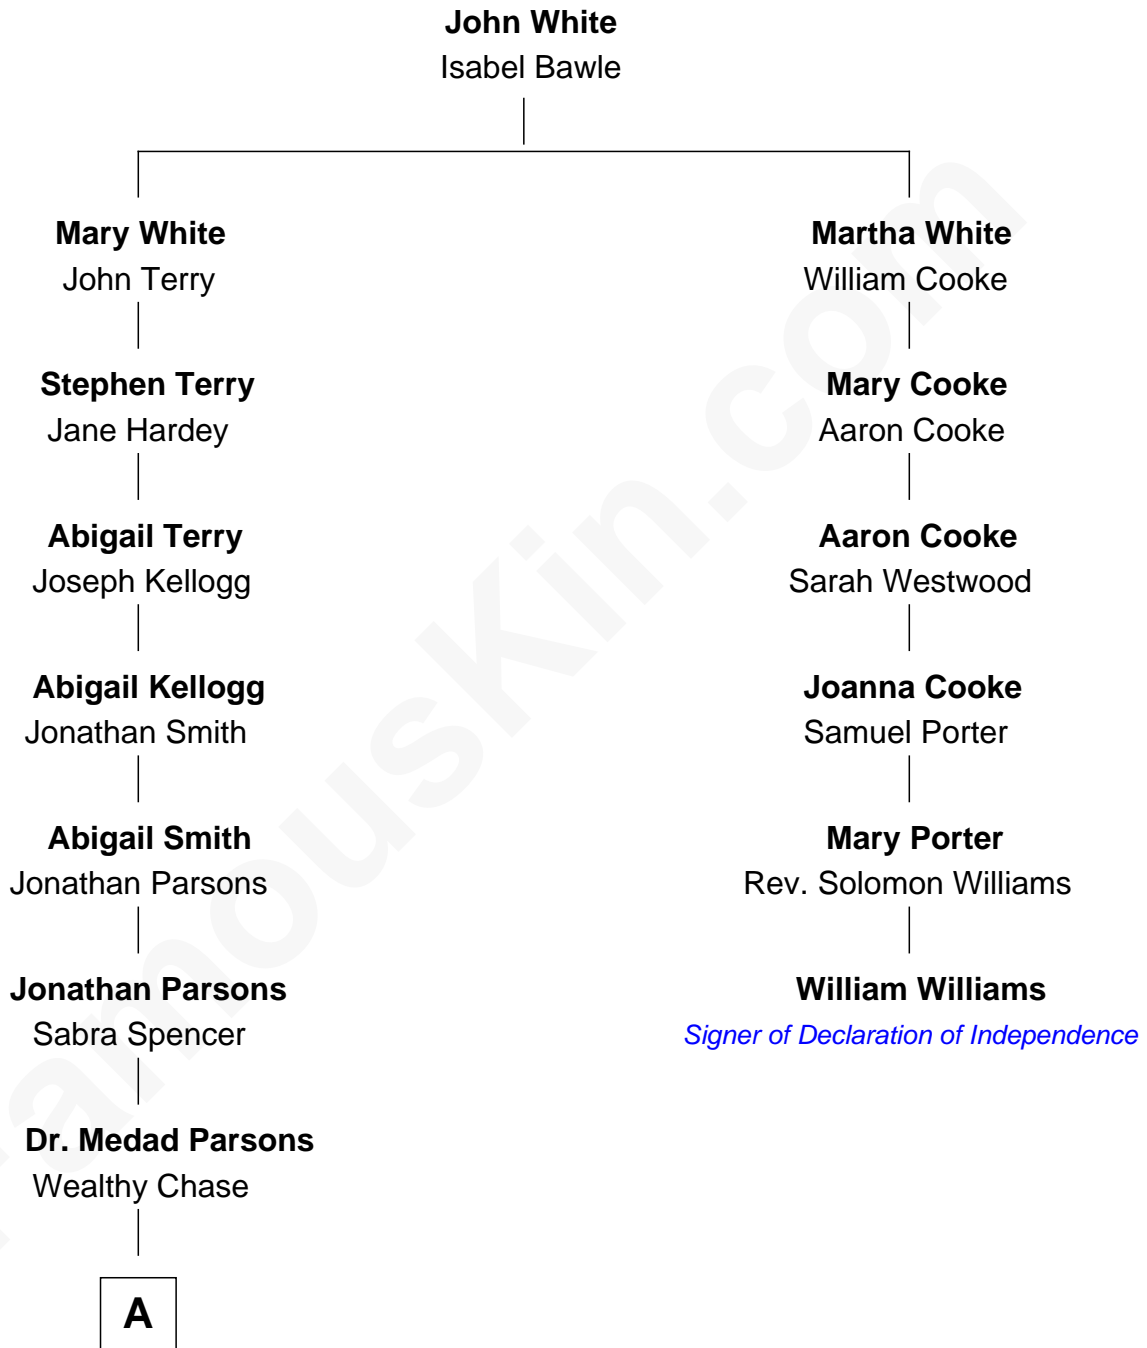 John White
Isabel Bawle
Mary White
John Terry
Martha White
William Cooke
Stephen Terry
Jane Hardey
Mary Cooke
Aaron Cooke
Abigail Terry
Joseph Kellogg
Aaron Cooke
Sarah Westwood
Abigail Kellogg
Jonathan Smith
Joanna Cooke
Samuel Porter
Abigail Smith
Jonathan Parsons
Mary Porter
Rev. Solomon Williams
Jonathan Parsons
Sabra Spencer
William Williams
Signer of Declaration of Independence
Dr. Medad Parsons
Wealthy Chase
A
FamousKin.com